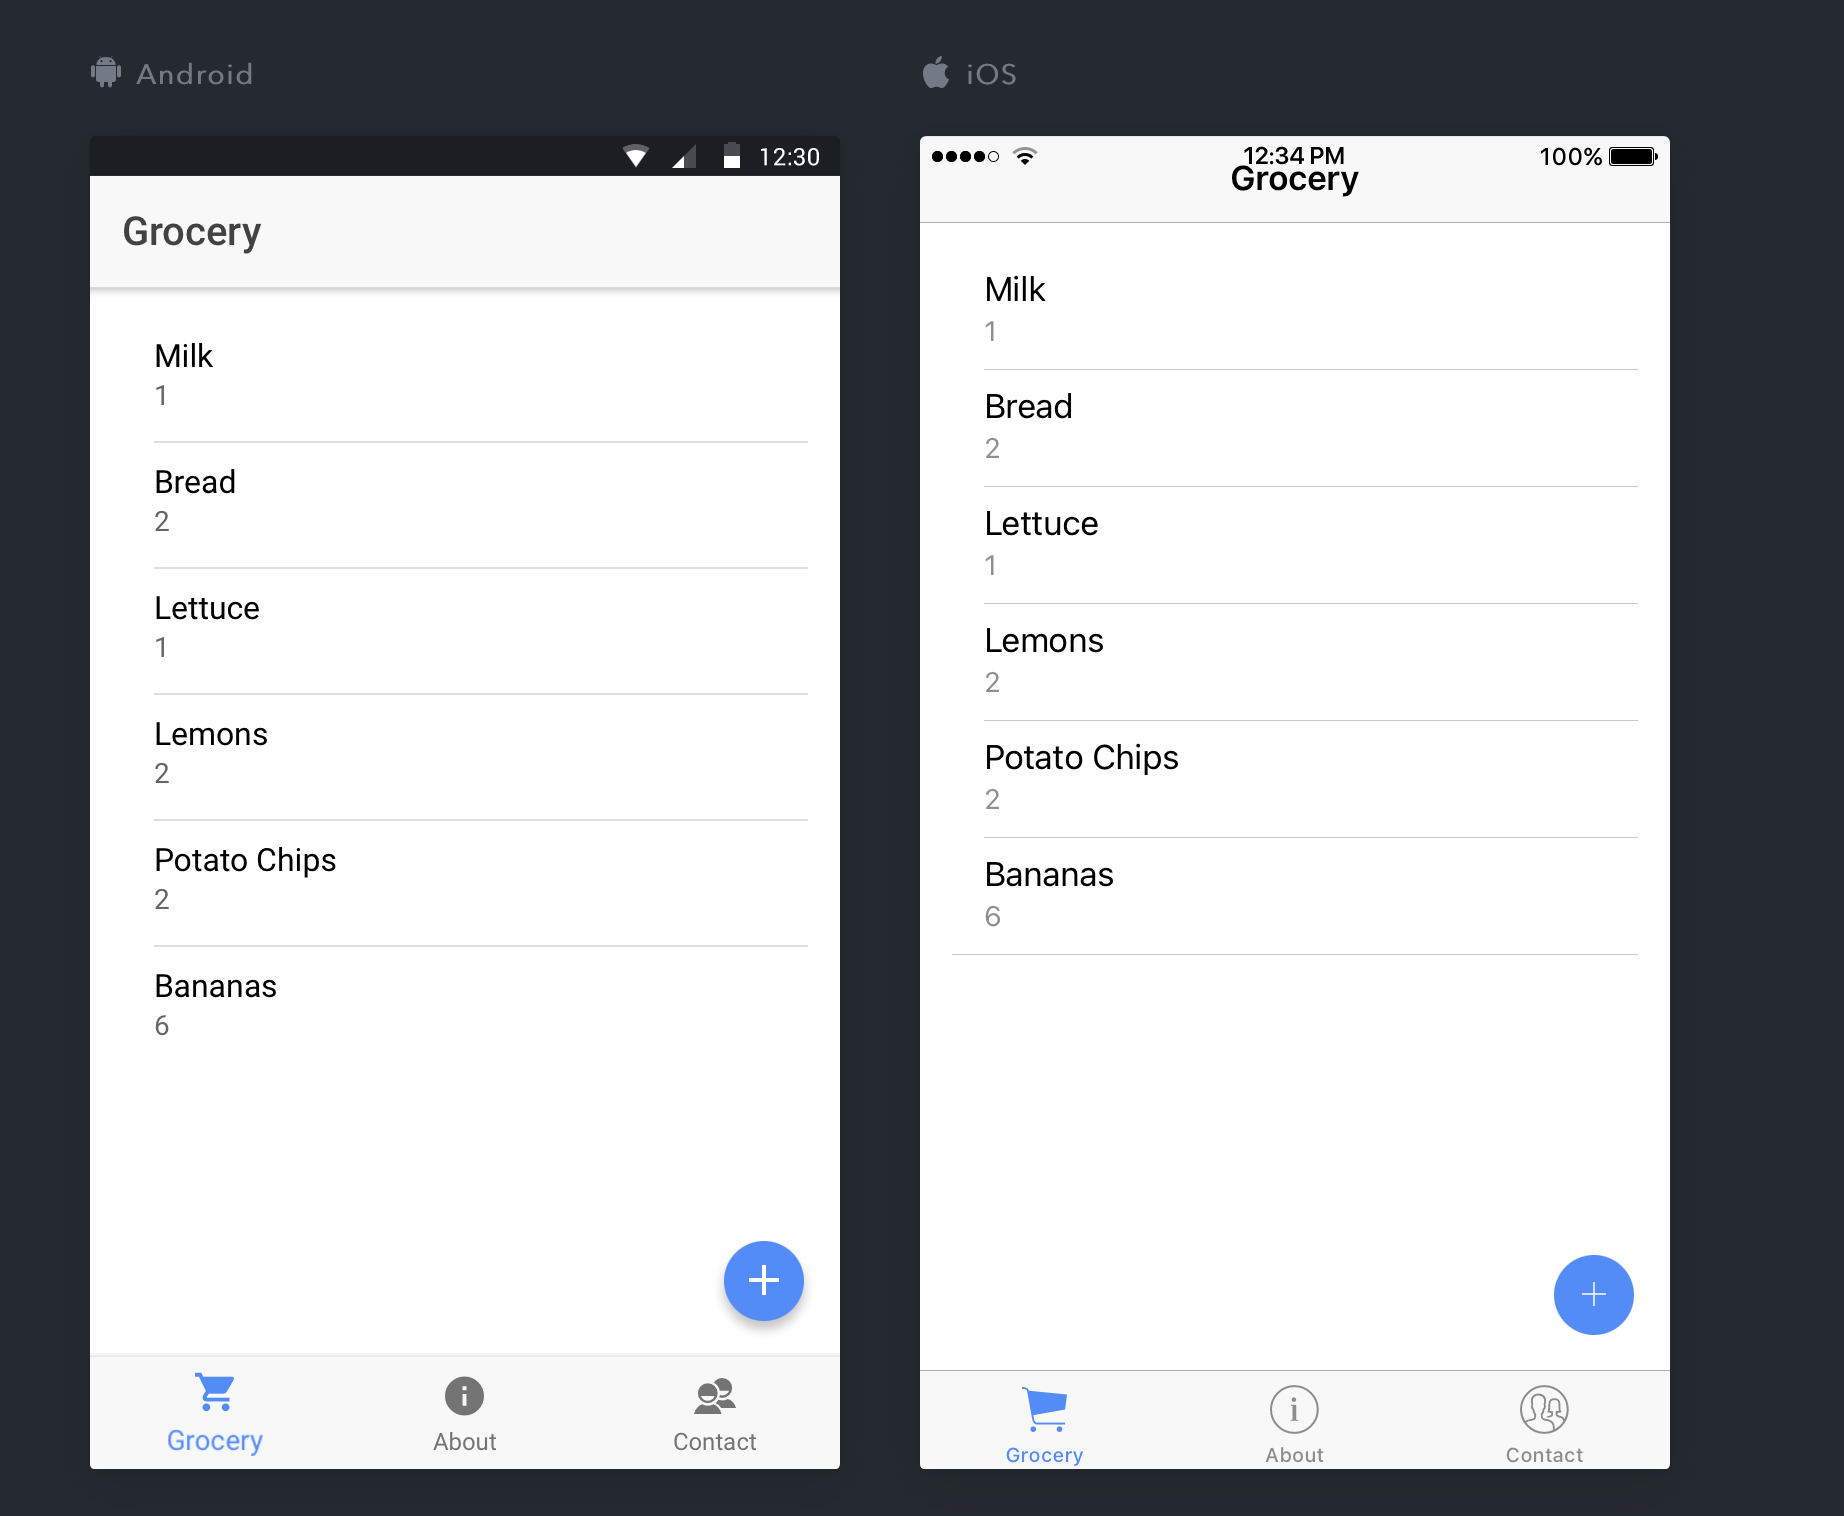 Android
12:30
Grocery
Milk
1
Bread
2
Lettuce
1
Lemons
2
Potato Chips
2
Bananas
6
Grocery
About
Contact
iOS
12:34 PM
100%
Grocery
Milk
1
Bread
2
Lettuce
1
Lemons
2
Potato Chips
2
Bananas
6
Grocery
About
Contact